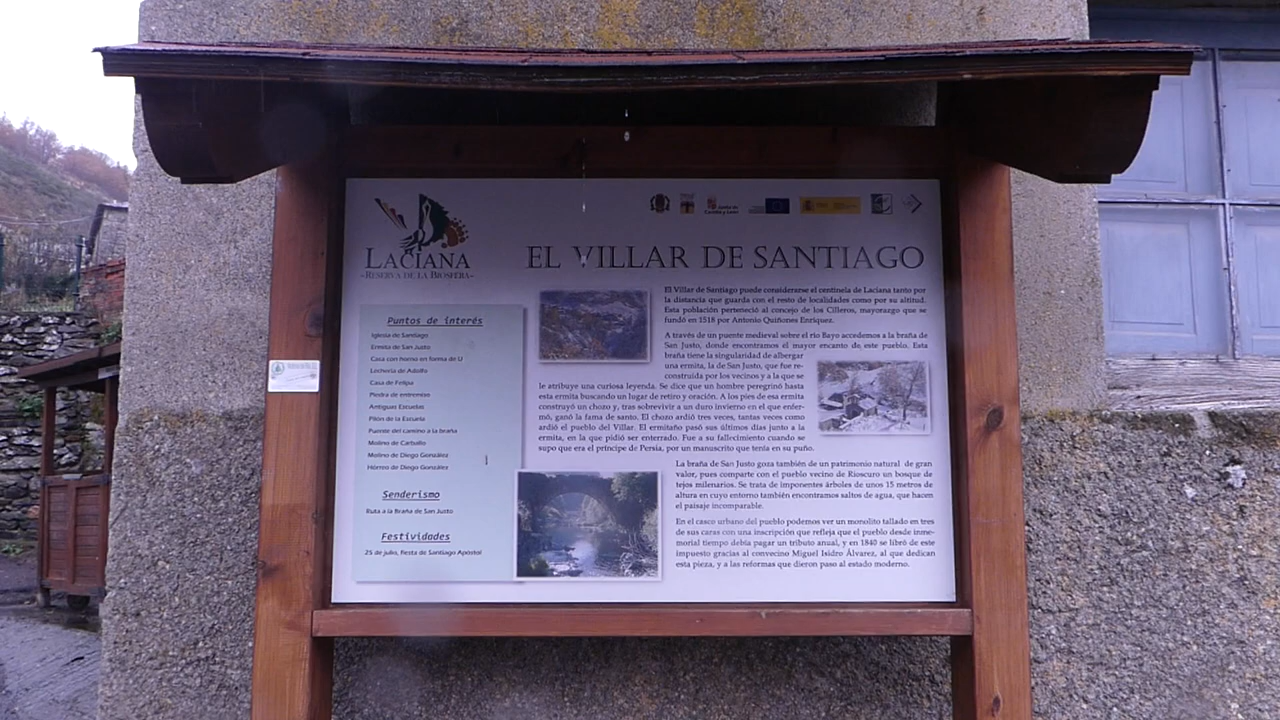 LACIANA
-RESERVA DE LA BIOSFERA-
Junta de
Castilla y León
EL VILLAR DE SANTIAGO
Puntos de interés
Iglesia de Santiago
Ermita de San Justo
Casa con horno en forma de U
Lechería de Adolfo
Casa de Felipa
Piedra de entremizo
Antiguas Escuelas
Pilón de la Escuela
Puente del camino a la braña
Molino de Carballo
Molino de Diego González
Hórreo de Diego González
Senderismo
Ruta a la Braña de San Justo
Festividades
25 de julio, fiesta de Santiago Apostol
El Villar de Santiago puede considerarse el centinela de Laciana tanto por
la distancia que guarda con el resto de localidades como por su altitud.
Esta población perteneció al concejo de los Cilleros, mayorazgo que se
fundó en 1518 por Antonio Quiñones Enríquez.
A través de un puente medieval sobre el río Bayo accedemos a la braña de
San Justo, donde encontramos el mayor encanto de este pueblo. Esta
braña tiene la singularidad de albergar
una ermita, la de San Justo, que fue re-
construida por los vecinos y a la que se
le atribuye una curiosa leyenda. Se dice que un hombre peregrinó hasta
esta ermita buscando un lugar de retiro y oración. A los pies de esa ermita
construyó un chozo y, tras sobrevivir a un duro invierno en el que enfer-
mó, ganó la fama de santo. El chozo ardió tres veces, tantas veces como
ardió el pueblo del Villar. El ermitaño pasó sus últimos días junto a la
ermita, en la que pidió ser enterrado. Fue a su fallecimiento cuando se
supo que era el príncipe de Persia, por un manuscrito que tenía en su puño.
La braña de San Justo goza también de un patrimonio natural de gran
valor, pues comparte con el pueblo vecino de Rioscuro un bosque de
tejos milenarios. Se trata de imponentes árboles de unos 15 metros de
altura en cuyo entorno también encontramos saltos de agua, que hacen
el paisaje incomparable.
En el casco urbano del pueblo podemos ver un monolito tallado en tres
de sus caras con una inscripción que refleja que el pueblo desde inme-
morial tiempo debía pagar un tributo anual, y en 1840 se libró de este
impuesto gracias al convecino Miguel Isidro Álvarez, al que dedican
esta pieza, y a las reformas que dieron paso al estado moderno.